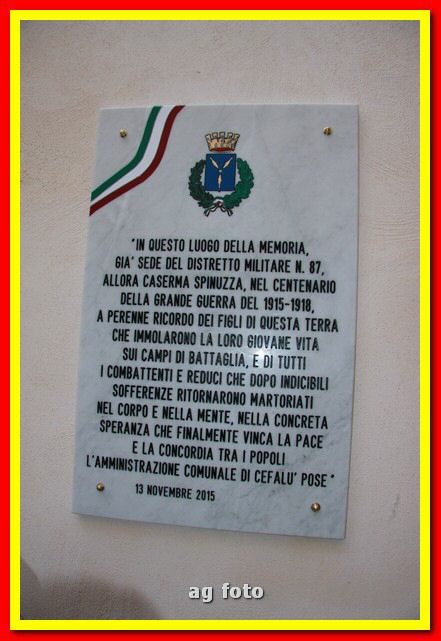 "IN QUESTO LUOGO DELLA MEMORIA,
GIA' SEDE DEL DISTRETTO MILITARE N. 87,
ALLORA CASERMA SPINUZZA, NEL CENTENARIO
DELLA GRANDE GUERRA DEL 1915-1918,
A PERENNE RICORDO DEI FIGLI DI QUESTA TERRA
CHE IMMOLARONO LA LORO GIOVANE VITA
SUI CAMPI DI BATTAGLIA, E DI TUTTI
I COMBATTENTI E REDUCI CHE DOPO INDICIBILI
SOFFERENZE RITORNARONO MARTORIATI
NEL CORPO E NELLA MENTE, NELLA CONCRETA
SPERANZA CHE FINALMENTE VINCA LA PACE
E LA CONCORDIA TRA I POPOLI
L'AMMINISTRAZIONE COMUNALE DI CEFALU' POSE"
13 NOVEMBRE 2015
ag foto